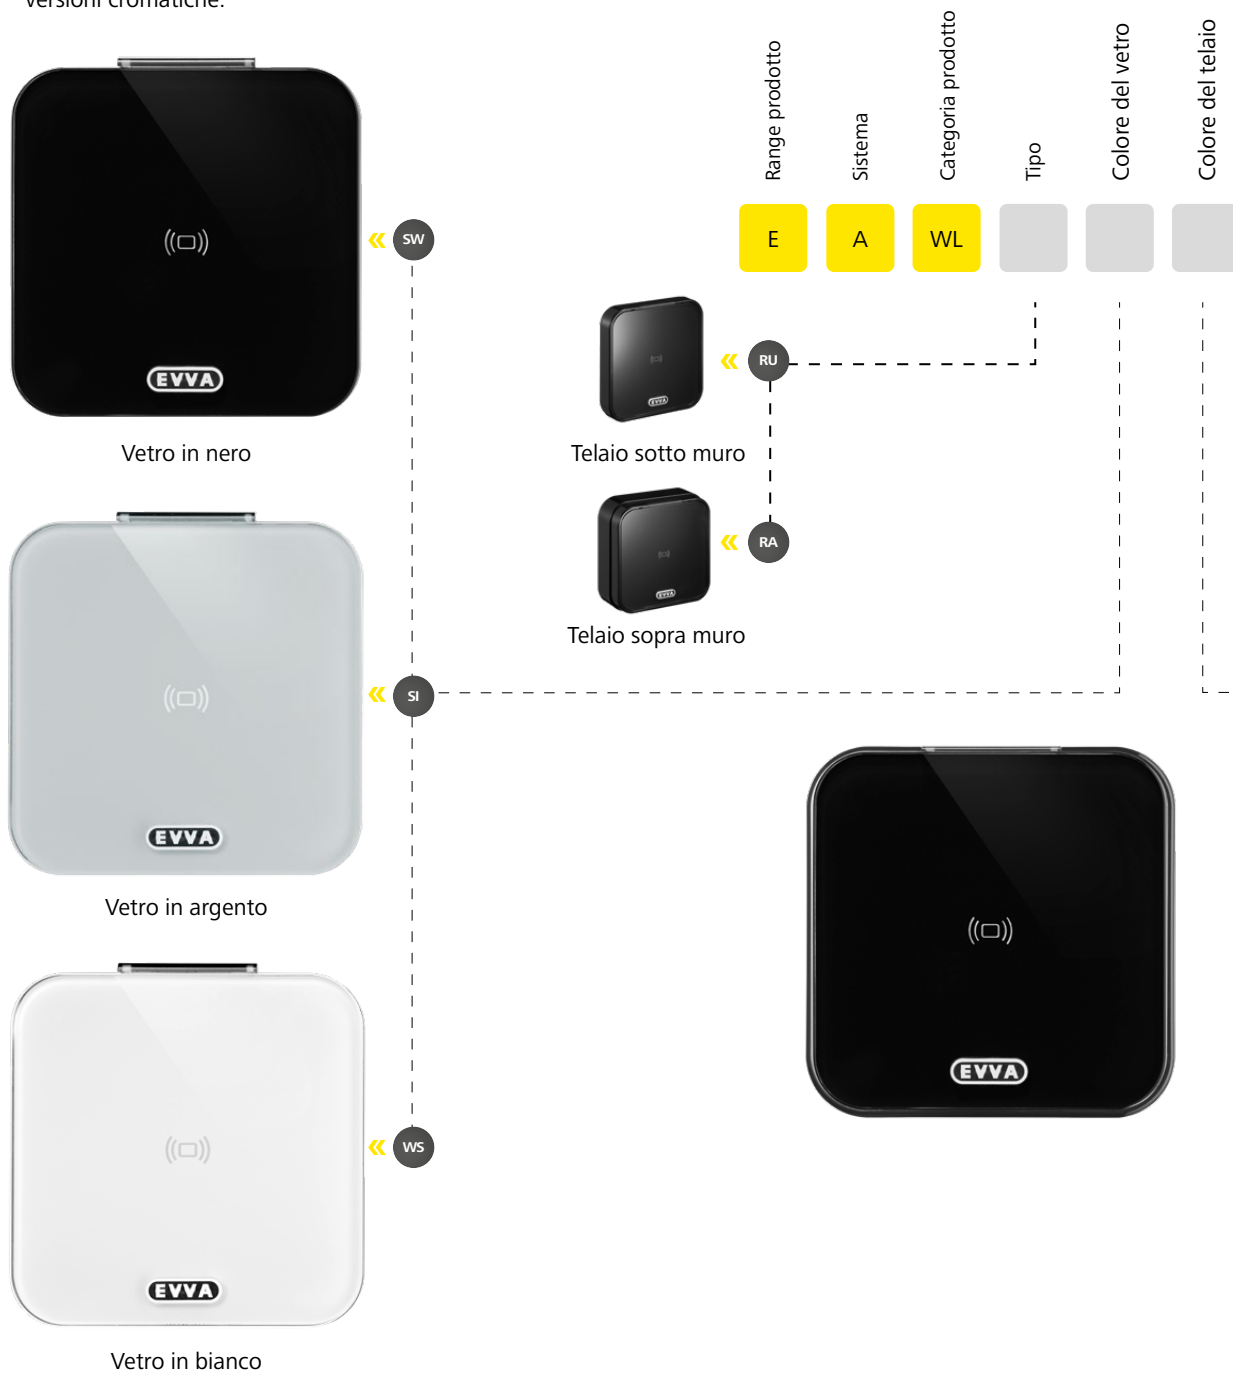 versioni cromatiche:
Range prodotto
Sistema
Categoria prodotto
Tipo
Colore del vetro
Colore del telaio
E
A
WL
SW
EVVA
Vetro in nero
RU
EVVA
Telaio sotto muro
RA
EVVA
Telaio sopra muro
SI
EVVA
Vetro in argento
EVVA
WS
EVVA
Vetro in bianco